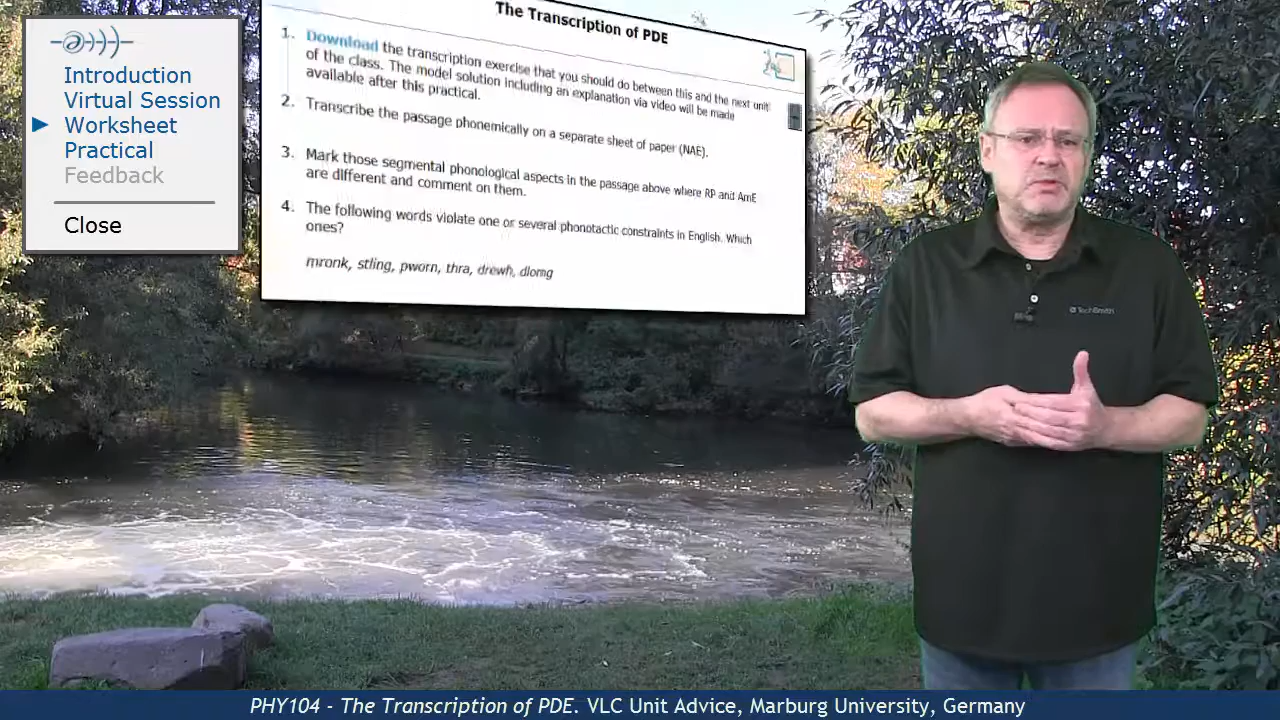 Introduction
Virtual Session
Worksheet
Practical
Feedback
Close
The Transcription of PDE
1. Download the transcription exercise that you should do between this and the next unit
of the class. The model solution including an explanation via video will be made
available after this practical.
2. Transcribe the passage phonemically on a separate sheet of paper (NAE).
3. Mark those segmental phonological aspects in the passage above where RP and AmE
are different and comment on them.
4. The following words violate one or several phonotactic constraints in English. Which
ones?
mronk, stling, pworn, thra, drewh, dlomg
TechSmith
PHY104 - The Transcription of PDE. VLC Unit Advice, Marburg University, Germany